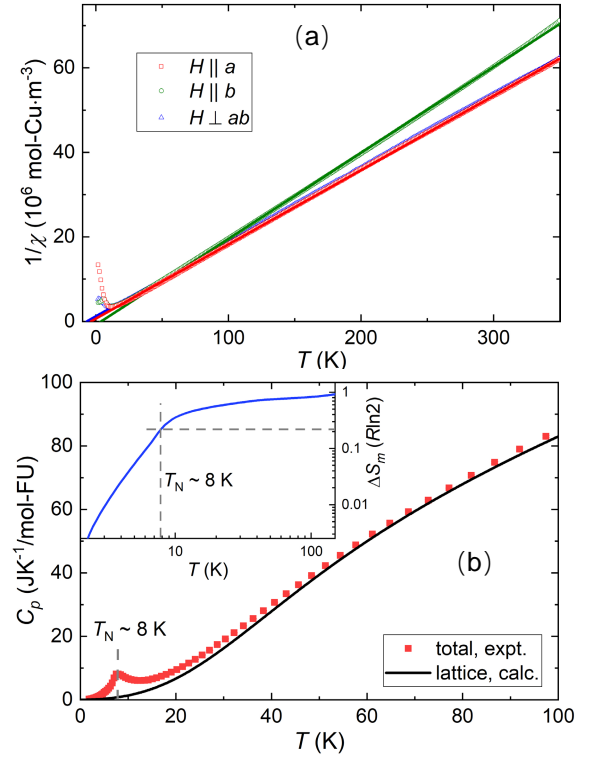 (a)
H || a
H || b
H ⊥ ab
1/χ (10⁶ mol-Cu·m⁻³)
60
40
20
0
0 100 200 300
T (K)
1
0.1
0.01
ΔSₘ (Rln2)
T_N ~ 8 K
10 100
T (K)
C_p (JK⁻¹/mol-FU)
100
80
60
40
20
0
T_N ~ 8 K
(b)
total, expt.
lattice, calc.
0 20 40 60 80 100
T (K)